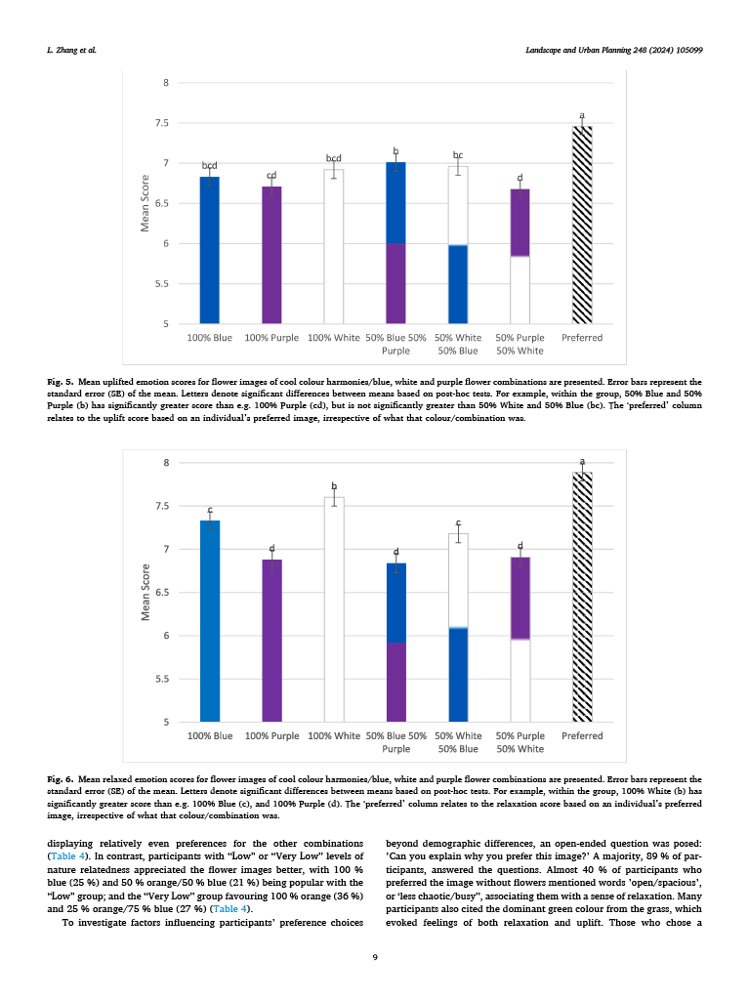 L. Zhang et al.
Landscape and Urban Planning 248 (2024) 105099
8
7.5
7
6.5
6
5.5
5
Mean Score
bcd
cd
bcd
b
bc
d
a
100% Blue
100% Purple
100% White
50% Blue 50%
Purple
50% White
50% Blue
50% Purple
50% White
Preferred
Fig. 5. Mean uplifted emotion scores for flower images of cool colour harmonies/blue, white and purple flower combinations are presented. Error bars represent the
standard error (SE) of the mean. Letters denote significant differences between means based on post-hoc tests. For example, within the group, 50% Blue and 50%
Purple (b) has significantly greater score than e.g. 100% Purple (cd), but is not significantly greater than 50% White and 50% Blue (bc). The ‘preferred’ column
relates to the uplift score based on an individual’s preferred image, irrespective of what that colour/combination was.
8
7.5
7
6.5
6
5.5
5
Mean Score
c
d
b
d
c
d
a
100% Blue
100% Purple
100% White
50% Blue 50%
Purple
50% White
50% Blue
50% Purple
50% White
Preferred
Fig. 6. Mean relaxed emotion scores for flower images of cool colour harmonies/blue, white and purple flower combinations are presented. Error bars represent the
standard error (SE) of the mean. Letters denote significant differences between means based on post-hoc tests. For example, within the group, 100% White (b) has
significantly greater score than e.g. 100% Blue (c), and 100% Purple (d). The ‘preferred’ column relates to the relaxation score based on an individual’s preferred
image, irrespective of what that colour/combination was.
displaying relatively even preferences for the other combinations
(Table 4). In contrast, participants with “Low” or “Very Low” levels of
nature relatedness appreciated the flower images better, with 100 %
blue (25 %) and 50 % orange/50 % blue (21 %) being popular with the
“Low” group; and the “Very Low” group favouring 100 % orange (36 %)
and 25 % orange/75 % blue (27 %) (Table 4).
To investigate factors influencing participants’ preference choices
beyond demographic differences, an open-ended question was posed:
’Can you explain why you prefer this image?’ A majority, 89 % of par-
ticipants, answered the questions. Almost 40 % of participants who
preferred the image without flowers mentioned words ’open/spacious’,
or ‘less chaotic/busy”, associating them with a sense of relaxation. Many
participants also cited the dominant green colour from the grass, which
evoked feelings of both relaxation and uplift. Those who chose a
9